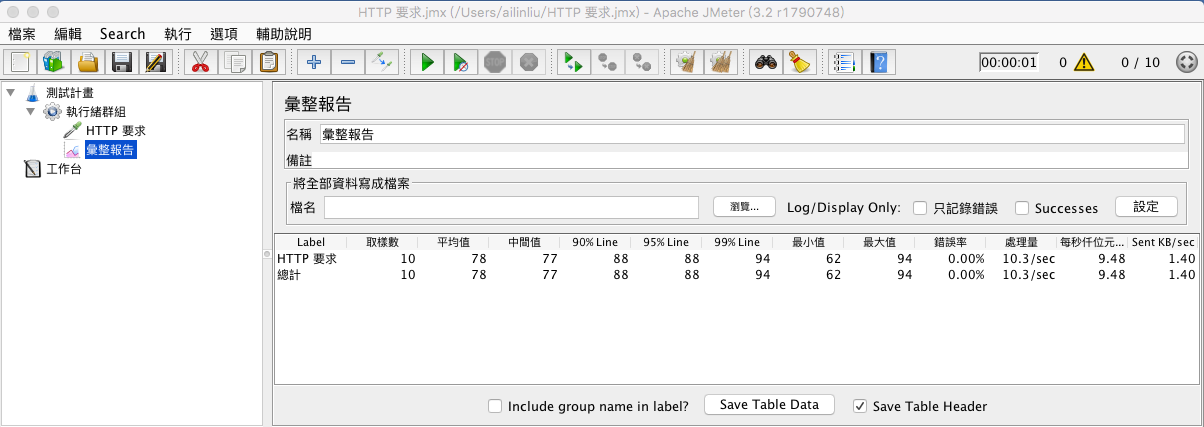 HTTP 要求.jmx (/Users/ailinliu/HTTP 要求.jmx) - Apache JMeter (3.2 r1790748)
檔案 編輯 Search 執行 選項 輔助說明
STOP 00:00:01 0 0 / 10
測試計畫
執行緒群組
HTTP 要求
彙整報告
工作台
彙整報告
名稱 彙整報告
備註
將全部資料寫成檔案
檔名 瀏覽... Log/Display Only: 只記錄錯誤 Successes 設定
Label 取樣數 平均值 中間值 90% Line 95% Line 99% Line 最小值 最大值 錯誤率 處理量 每秒仟位元... Sent KB/sec
HTTP 要求 10 78 77 88 88 94 62 94 0.00% 10.3/sec 9.48 1.40
總計 10 78 77 88 88 94 62 94 0.00% 10.3/sec 9.48 1.40
Include group name in label? Save Table Data Save Table Header